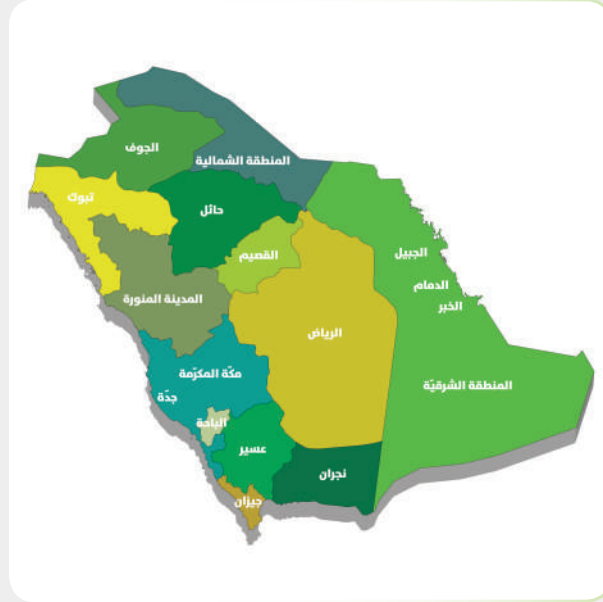 الجوف
المنطقة الشمالية
تبوك
حائل
القصيم
الجبيل
الدمام
الخبر
المدينة المنورة
الرياض
مكّة المكرّمة
جدّة
المنطقة الشرقيّة
الباحة
عسير
نجران
جيزان